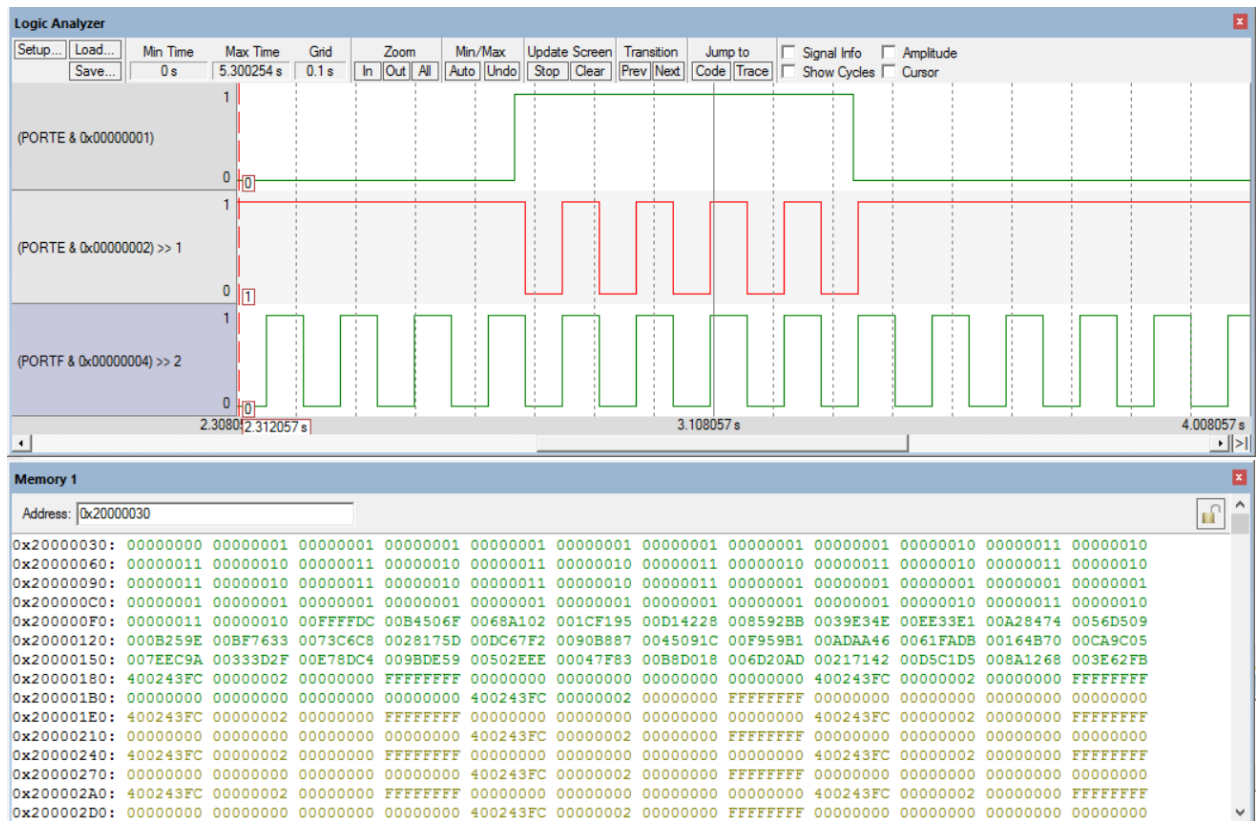 Logic Analyzer
Setup... Load... Min Time Max Time Grid Zoom Min/Max Update Screen Transition Jump to Signal Info Amplitude
Save... 0 s 5.300254 s 0.1 s In Out All Auto Undo Stop Clear Prev Next Code Trace Show Cycles Cursor
1
(PORTE & 0x00000001)
0 0
1
(PORTE & 0x00000002) >> 1
0 1
1
(PORTF & 0x00000004) >> 2
0 0
2.3080 2.312057 s 3.108057 s 4.008057 s
Memory 1
Address: 0x20000030
0x20000030: 00000000 00000001 00000001 00000001 00000001 00000001 00000001 00000001 00000001 00000010 00000011 00000010
0x20000060: 00000011 00000010 00000011 00000010 00000011 00000010 00000011 00000010 00000011 00000010 00000011 00000010
0x20000090: 00000011 00000010 00000011 00000010 00000011 00000010 00000011 00000001 00000001 00000001 00000001 00000001
0x200000C0: 00000001 00000001 00000001 00000001 00000001 00000001 00000001 00000001 00000001 00000010 00000011 00000010
0x200000F0: 00000011 00000010 00FFFFDC 00B4506F 0068A102 001CF195 00D14228 008592BB 0039E34E 00EE33E1 00A28474 0056D509
0x20000120: 000B259E 00BF7633 0073C6C8 0028175D 00DC67F2 0090B887 0045091C 00F959B1 00ADAA46 0061FADB 00164B70 00CA9C05
0x20000150: 007EEC9A 00333D2F 00E78DC4 009BDE59 00502EEE 00047F83 00B8D018 006D20AD 00217142 00D5C1D5 008A1268 003E62FB
0x20000180: 400243FC 00000002 00000000 FFFFFFFF 00000000 00000000 00000000 00000000 400243FC 00000002 00000000 FFFFFFFF
0x200001B0: 00000000 00000000 00000000 00000000 400243FC 00000002 00000000 FFFFFFFF 00000000 00000000 00000000 00000000
0x200001E0: 400243FC 00000002 00000000 FFFFFFFF 00000000 00000000 00000000 00000000 400243FC 00000002 00000000 FFFFFFFF
0x20000210: 00000000 00000000 00000000 00000000 400243FC 00000002 00000000 FFFFFFFF 00000000 00000000 00000000 00000000
0x20000240: 400243FC 00000002 00000000 FFFFFFFF 00000000 00000000 00000000 00000000 400243FC 00000002 00000000 FFFFFFFF
0x20000270: 00000000 00000000 00000000 00000000 400243FC 00000002 00000000 FFFFFFFF 00000000 00000000 00000000 00000000
0x200002A0: 400243FC 00000002 00000000 FFFFFFFF 00000000 00000000 00000000 00000000 400243FC 00000002 00000000 FFFFFFFF
0x200002D0: 00000000 00000000 00000000 00000000 400243FC 00000002 00000000 FFFFFFFF 00000000 00000000 00000000 00000000